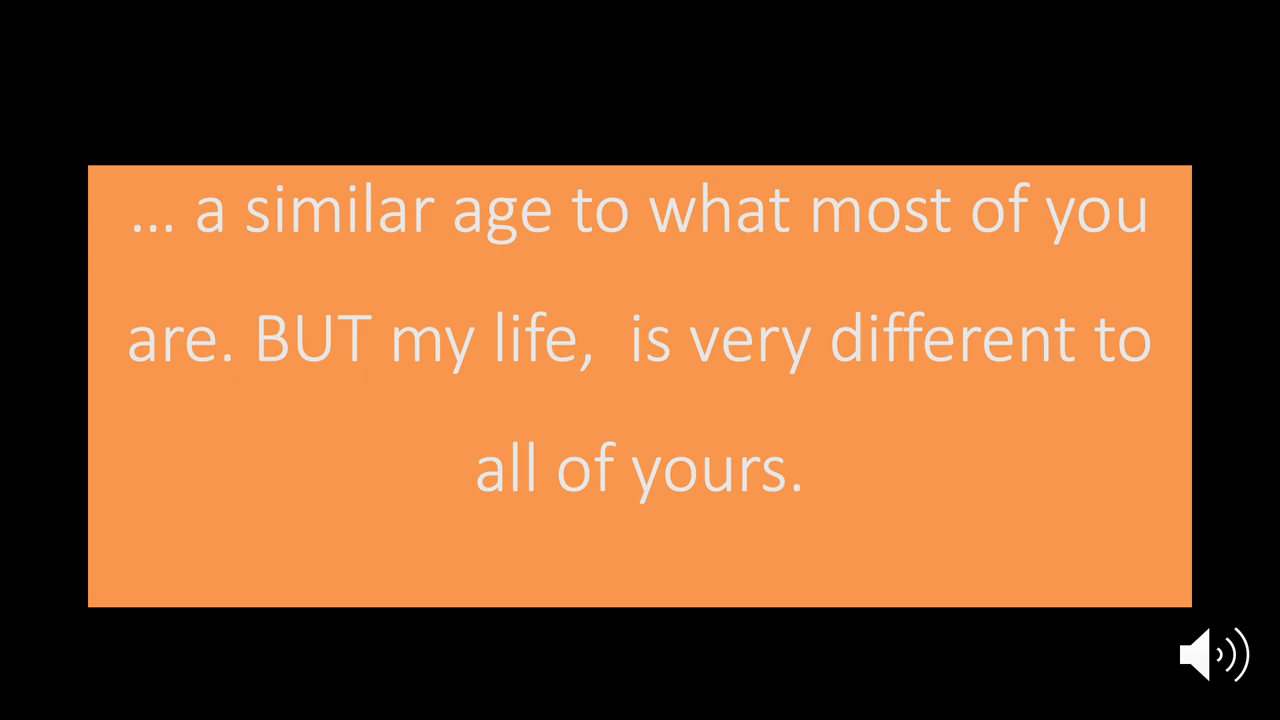 ... a similar age to what most of you
are. BUT my life,  is very different to
all of yours.